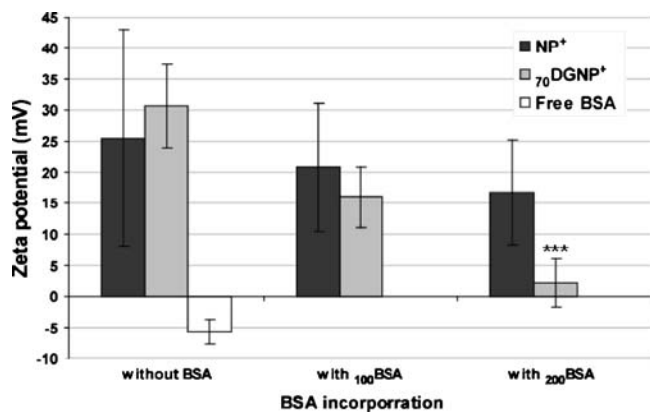 45
40
35
30
25
20
15
10
5
0
-5
-10
Zeta potential (mV)
NP⁺
₇₀DGNP⁺
Free BSA
***
without BSA
with ₁₀₀BSA
with ₂₀₀BSA
BSA incorporration